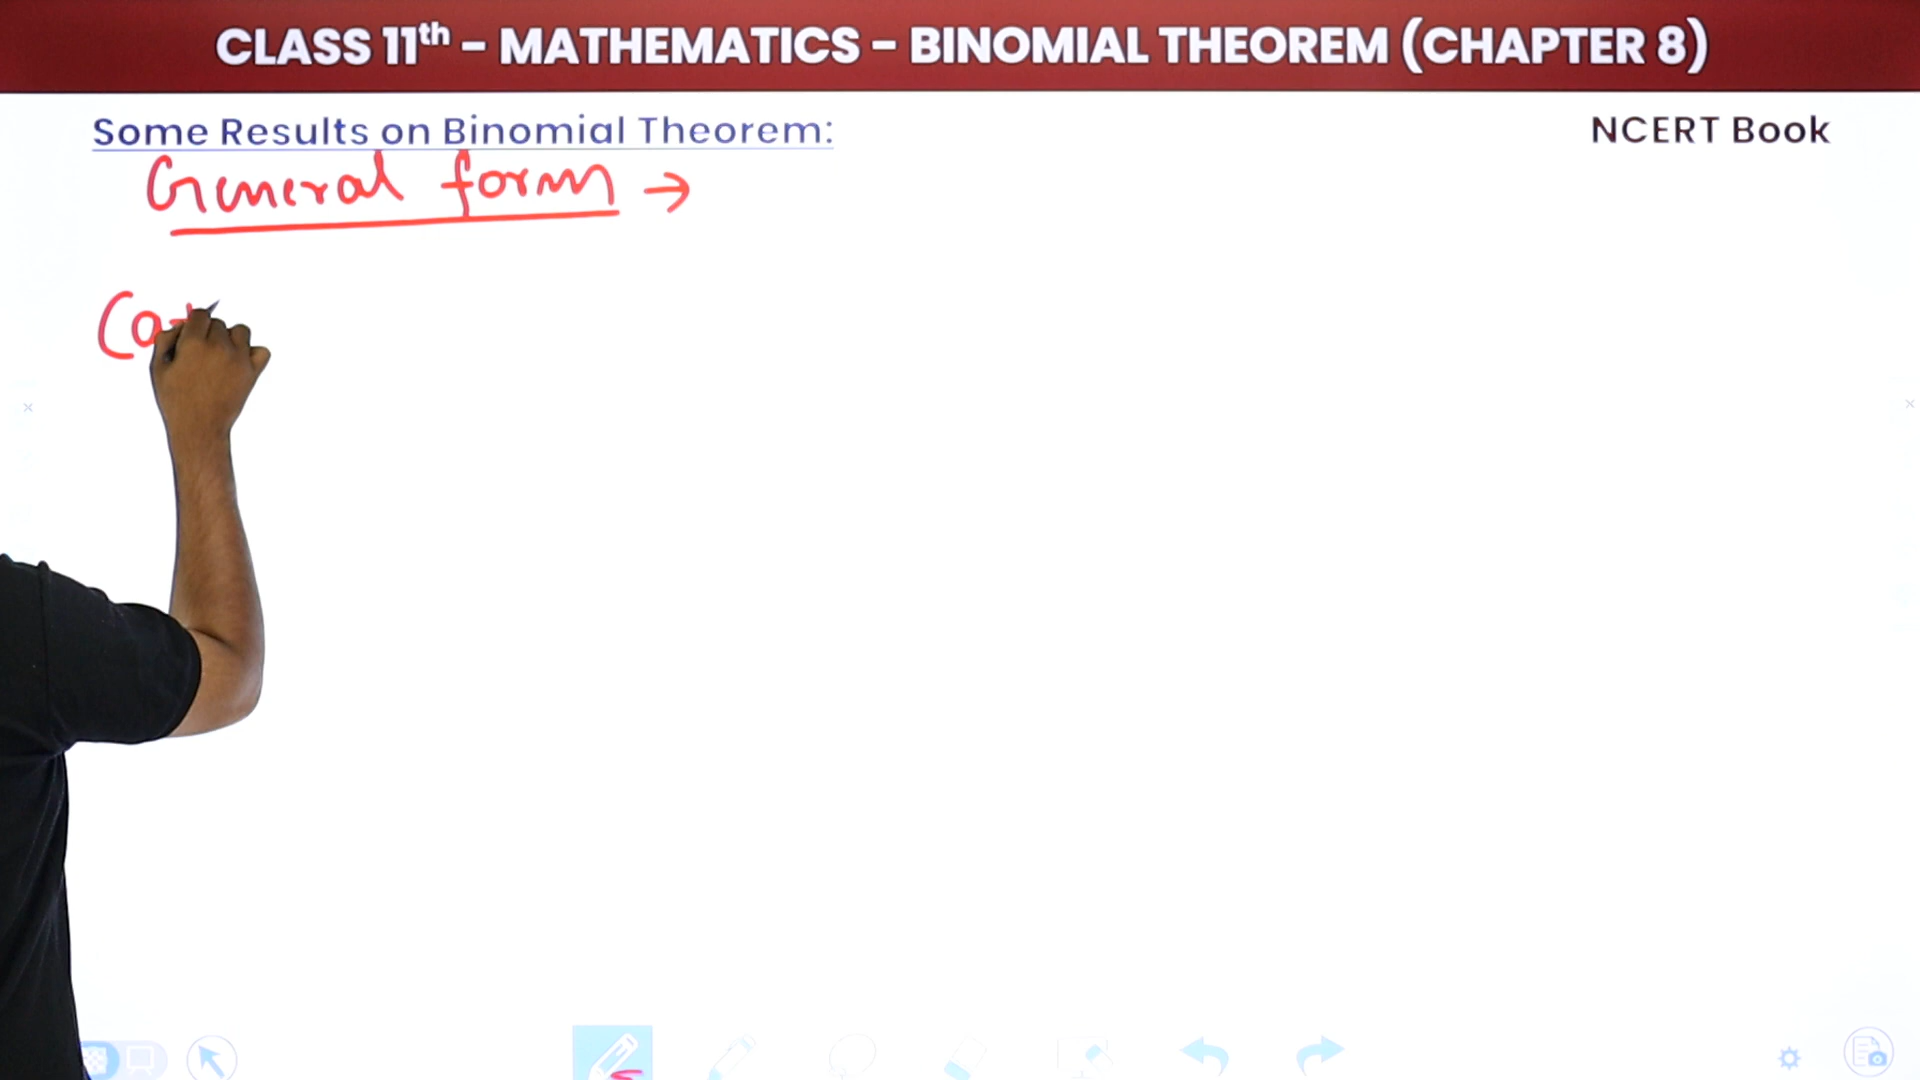 CLASS 11th – MATHEMATICS – BINOMIAL THEOREM (CHAPTER 8)
Some Results on Binomial Theorem:
NCERT Book
General form →
(a+